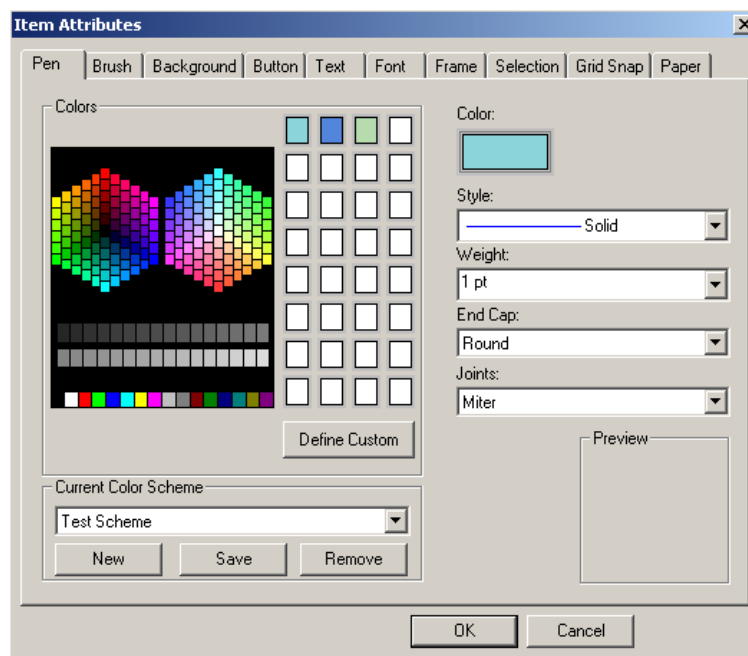 Item Attributes
Pen Brush Background Button Text Font Frame Selection Grid Snap Paper
Colors
Define Custom
Current Color Scheme
Test Scheme
New Save Remove
Color:
Style:
Solid
Weight:
1 pt
End Cap:
Round
Joints:
Miter
Preview
OK Cancel